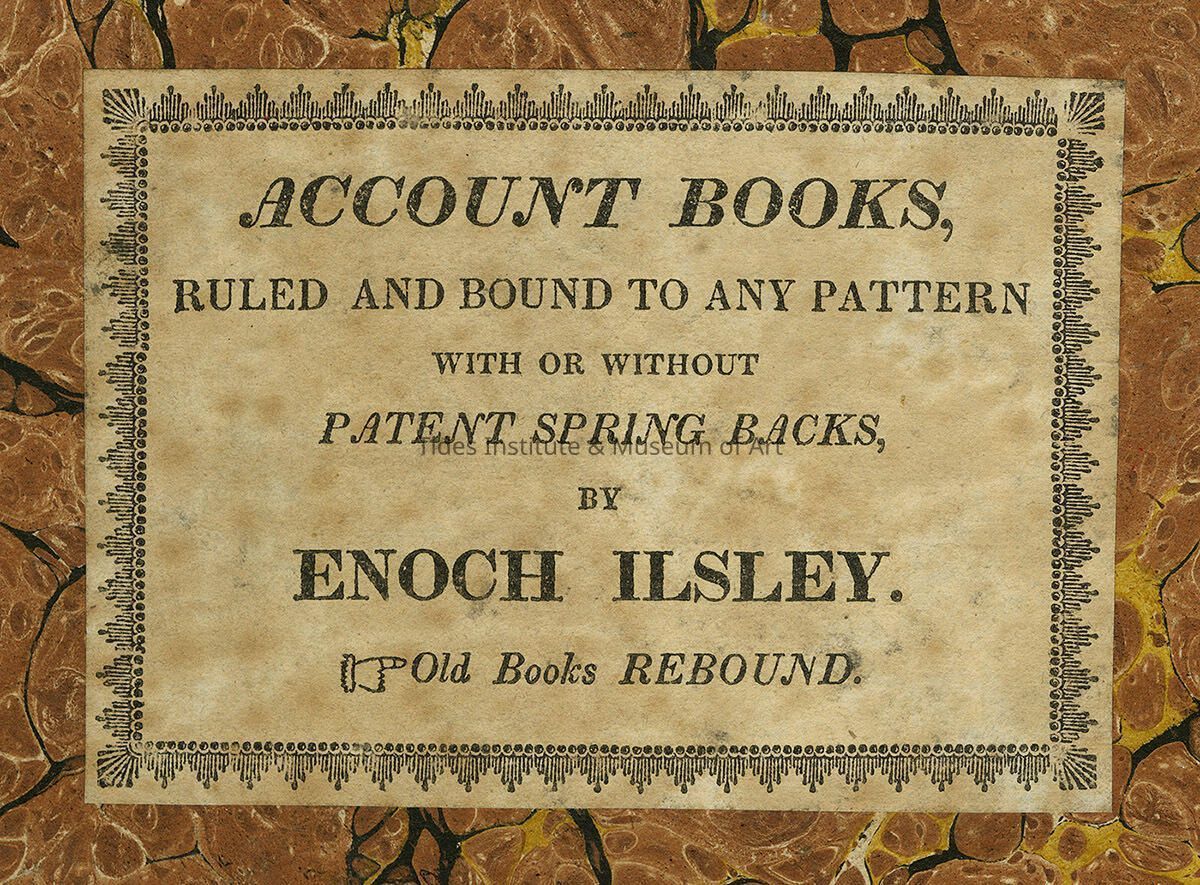 ACCOUNT BOOKS,
RULED AND BOUND TO ANY PATTERN
WITH OR WITHOUT
PATENT SPRING BACKS,
Tides Institute & Museum of Art
BY
ENOCH ILSLEY.
☞Old Books REBOUND.